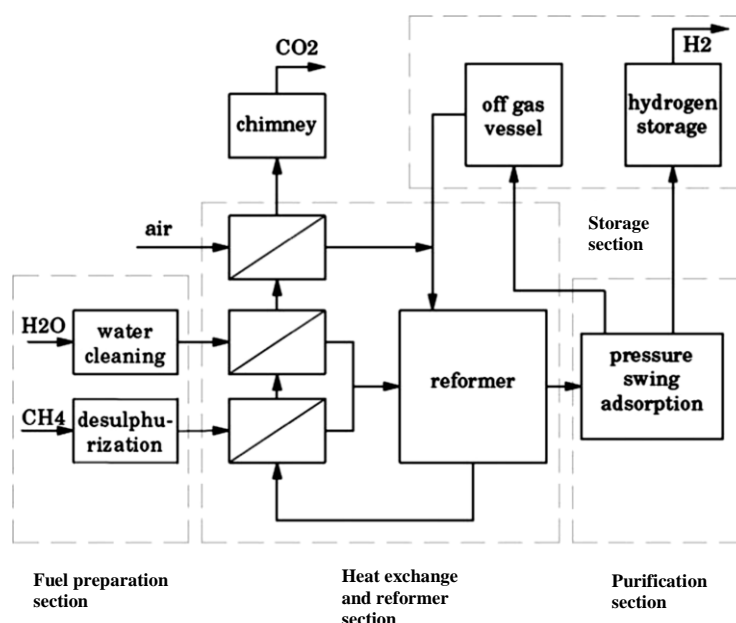 CO2
H2
chimney
off gas
vessel
hydrogen
storage
air
Storage
section
H2O
water
cleaning
CH4
desulphu-
rization
reformer
pressure
swing
adsorption
Fuel preparation
section
Heat exchange
and reformer
section
Purification
section